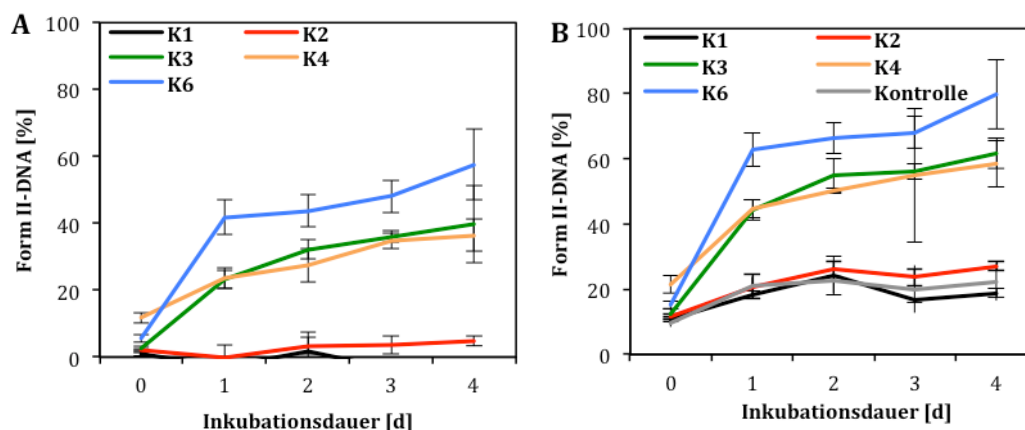 A
100
80
60
40
20
0
Form II-DNA [%]
K1 K2
K3 K4
K6
0 1 2 3 4
Inkubationsdauer [d]
B
100
80
60
40
20
0
Form II-DNA [%]
K1 K2
K3 K4
K6 Kontrolle
0 1 2 3 4
Inkubationsdauer [d]